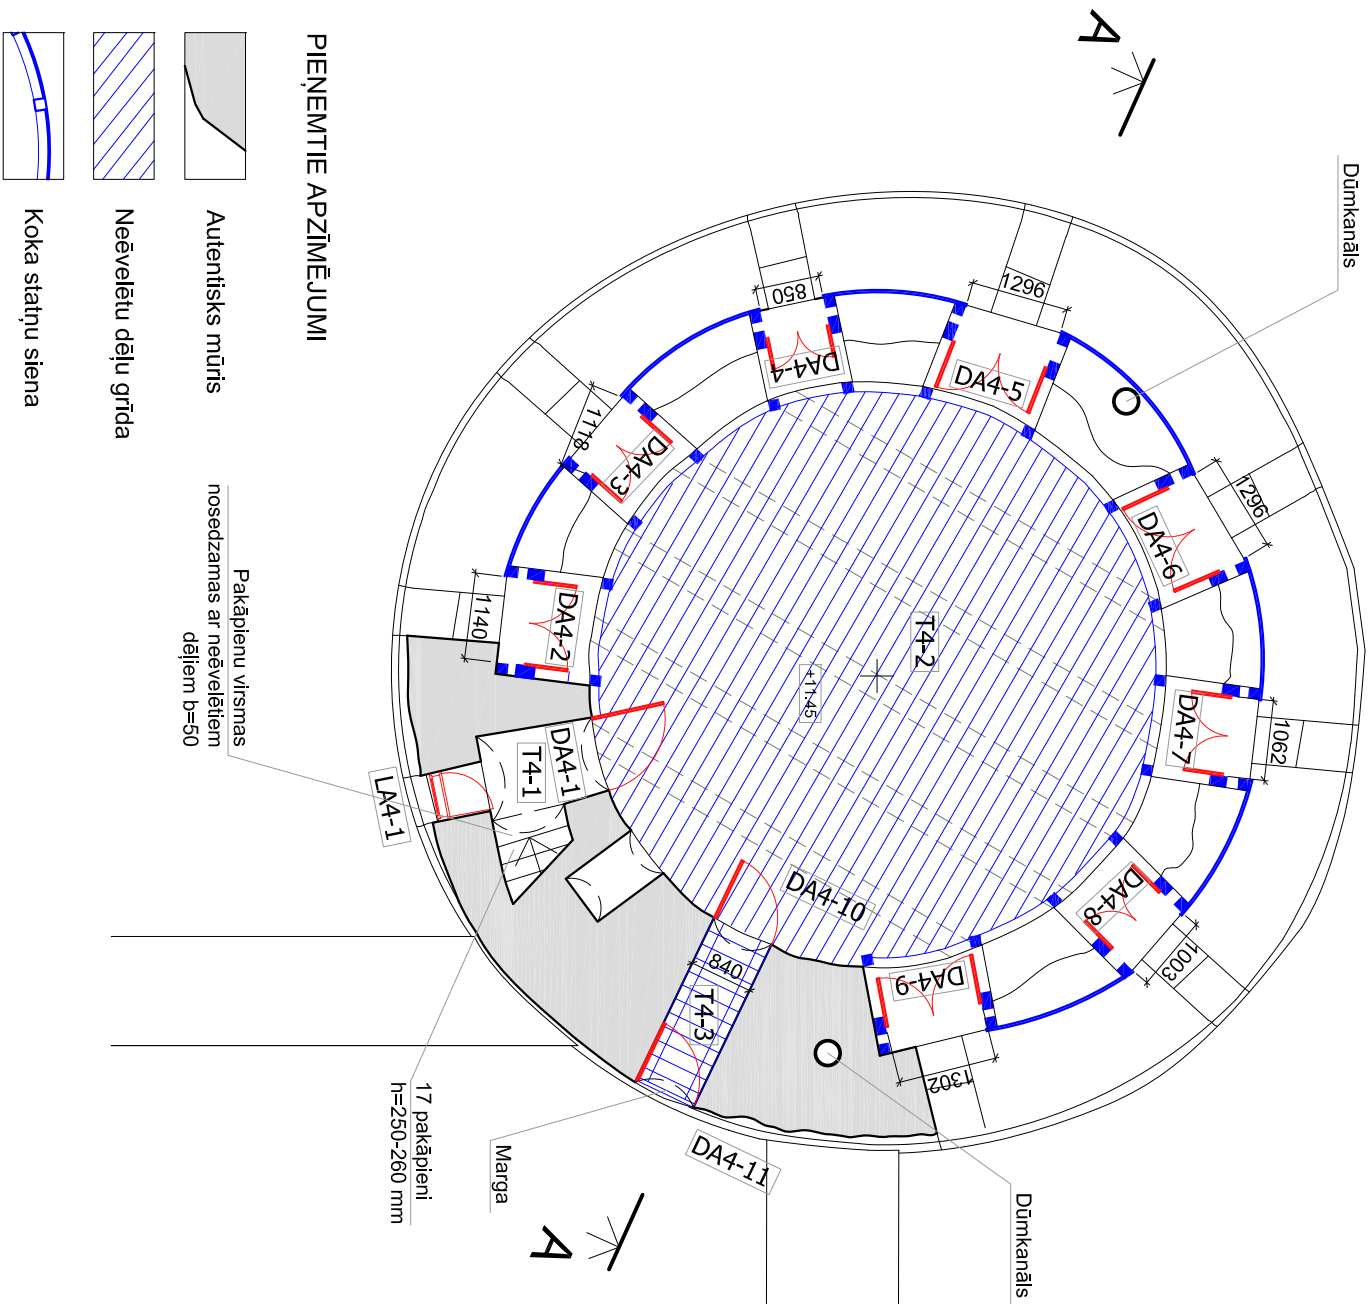 PIEŅEMTIE APZĪMĒJUMI
Autentisks mūris
Neēvelētu dēļu grīda
Koka statņu siena
A
Dūmkanāls
1296
DA4-5
850
DA4-4
1118
DA4-3
1296
DA4-6
1140
DA4-2
T4-2
+11.45
1062
DA4-7
DA4-1
T4-1
LA4-1
Pakāpienu virsmas
nosedzamas ar neēvelētiem
dēļiem b=50
DA4-10
DA4-8
1003
DA4-9
1302
840
T4-3
DA4-11
17 pakāpieni
h=250-260 mm
Marga
Dūmkanāls
A